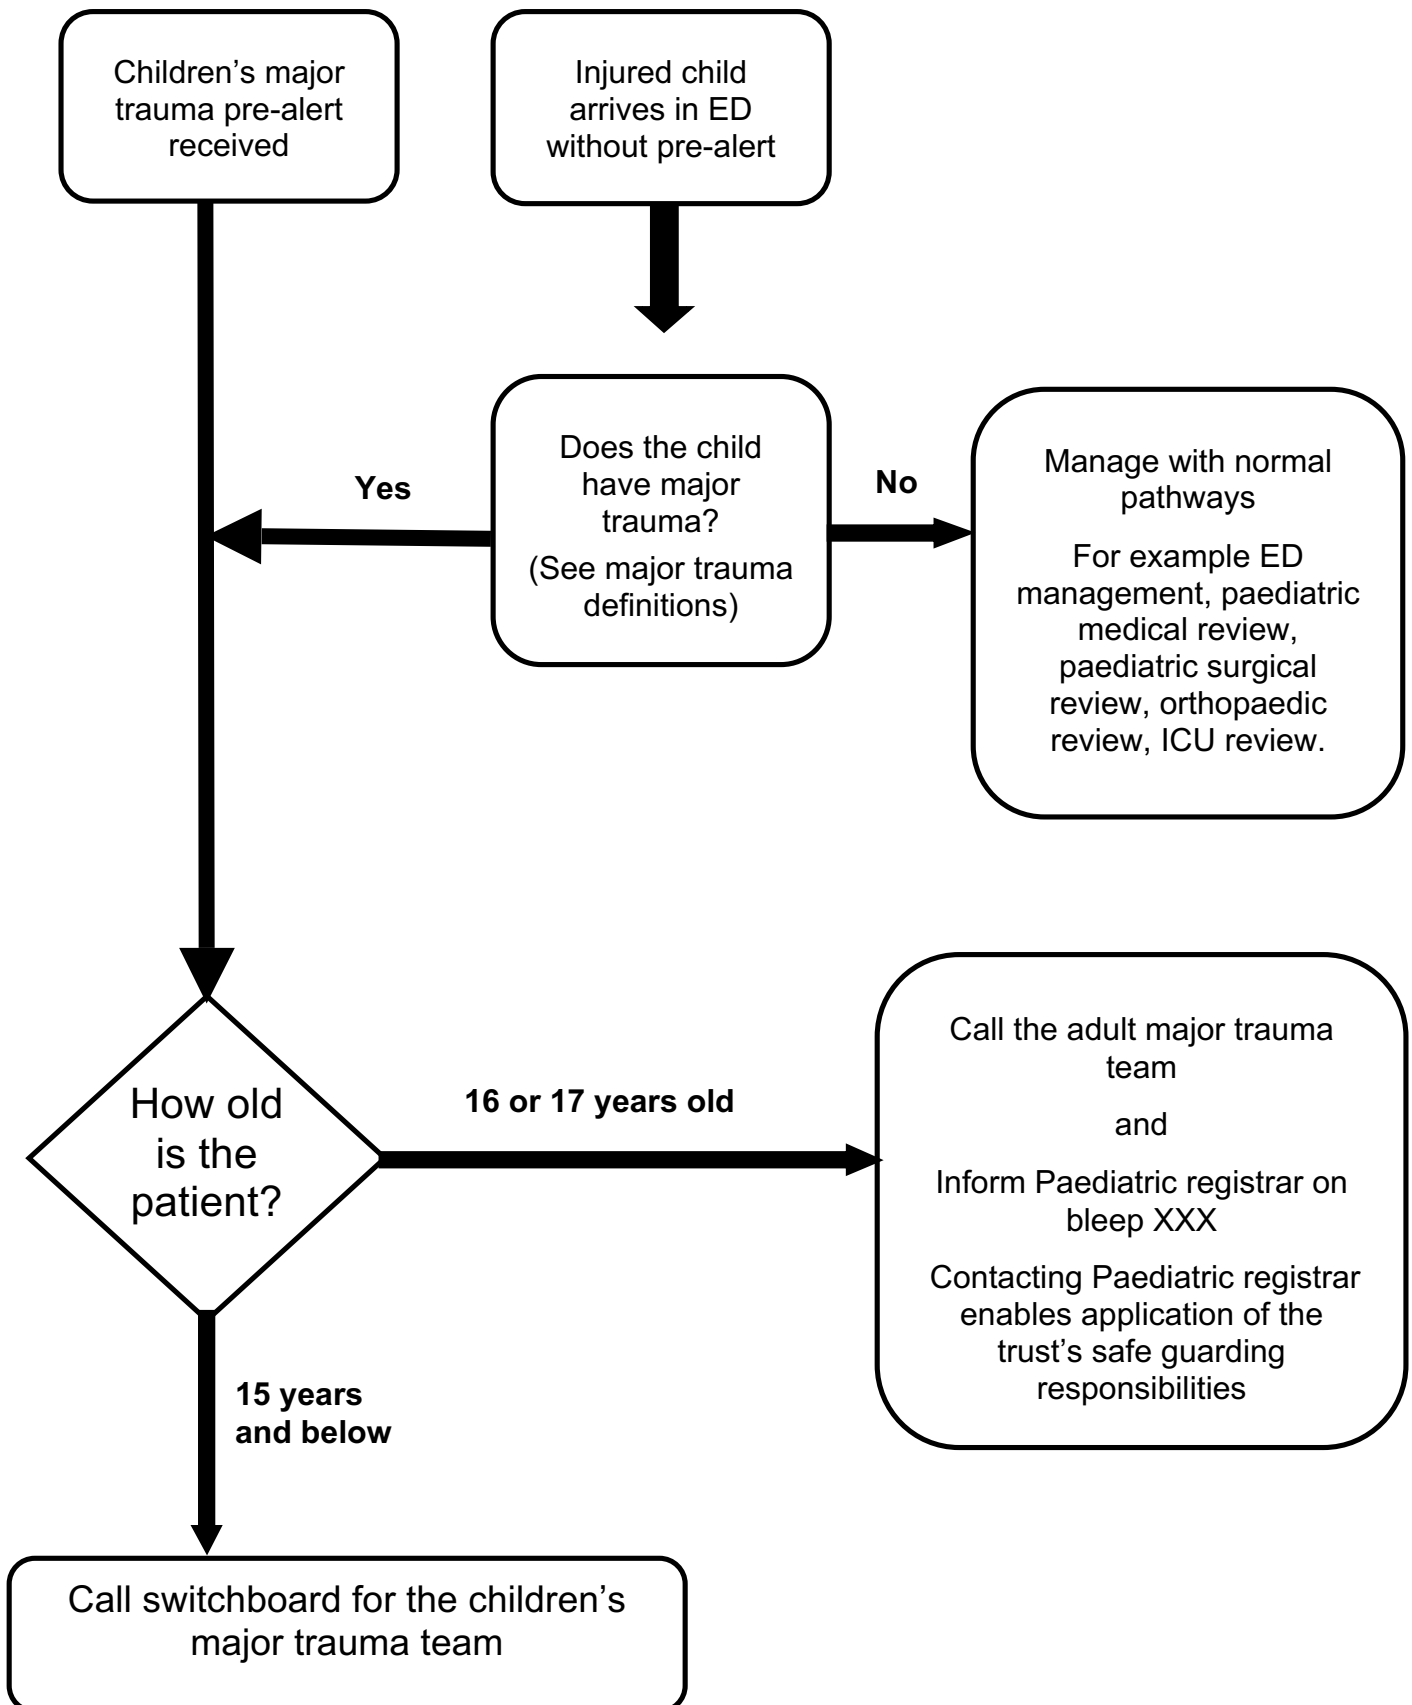 Children’s major
trauma pre-alert
received
Injured child
arrives in ED
without pre-alert
Does the child
have major
trauma?
(See major trauma
definitions)
Yes
No
Manage with normal
pathways
For example ED
management, paediatric
medical review,
paediatric surgical
review, orthopaedic
review, ICU review.
How old
is the
patient?
16 or 17 years old
Call the adult major trauma
team
and
Inform Paediatric registrar on
bleep XXX
Contacting Paediatric registrar
enables application of the
trust’s safe guarding
responsibilities
15 years
and below
Call switchboard for the children’s
major trauma team